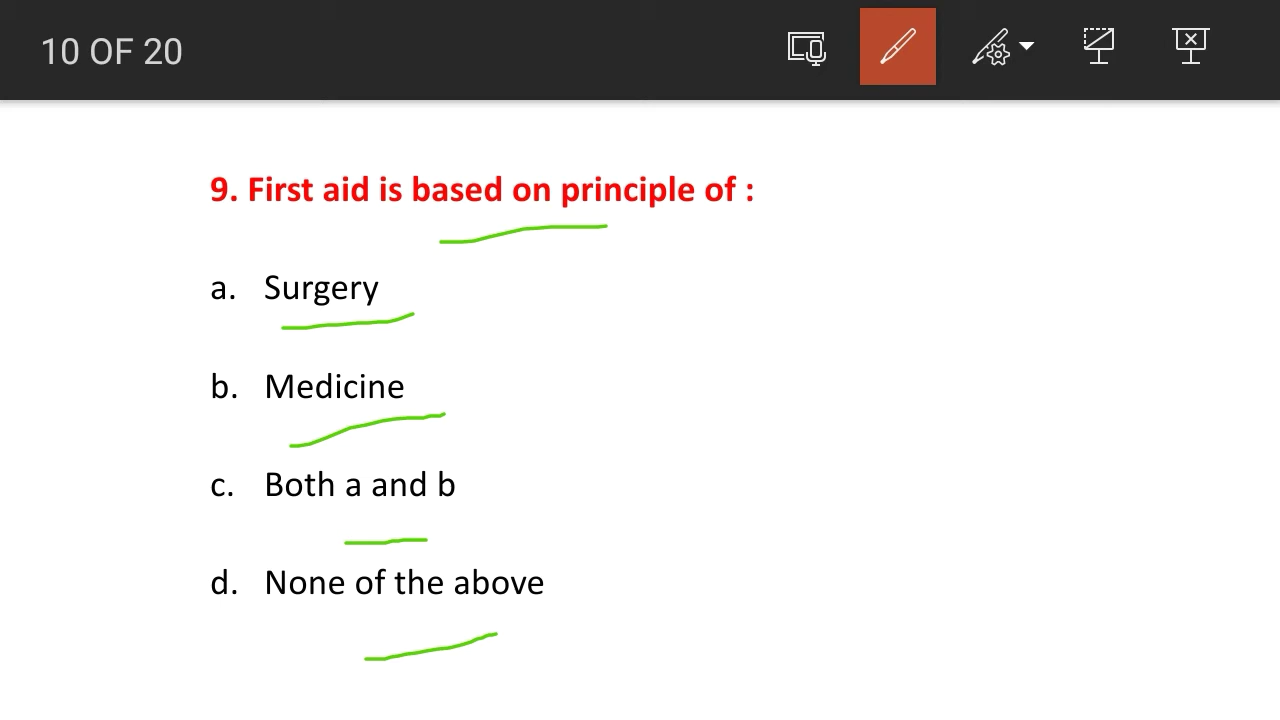 10 OF 20
9. First aid is based on principle of :
a. Surgery
b. Medicine
c. Both a and b
d. None of the above